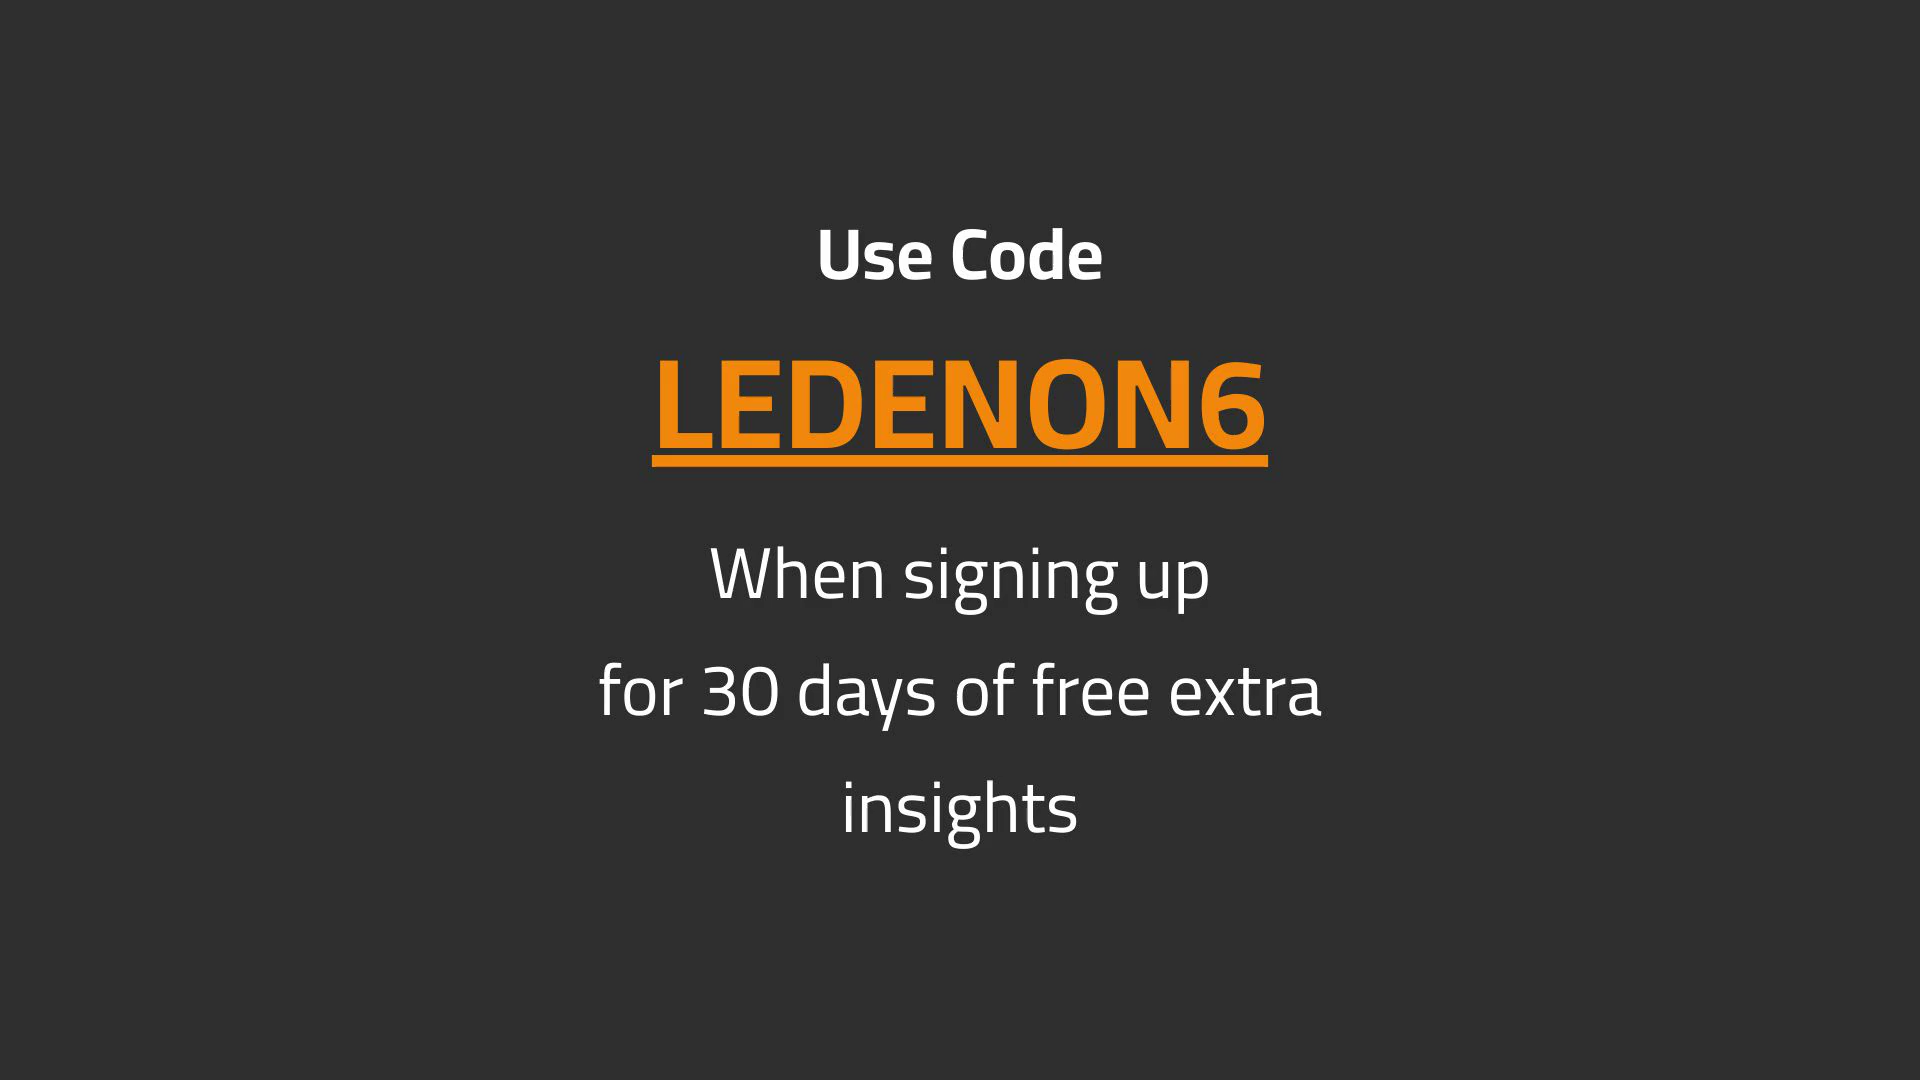 Use Code
LEDENON6
When signing up
for 30 days of free extra
insights